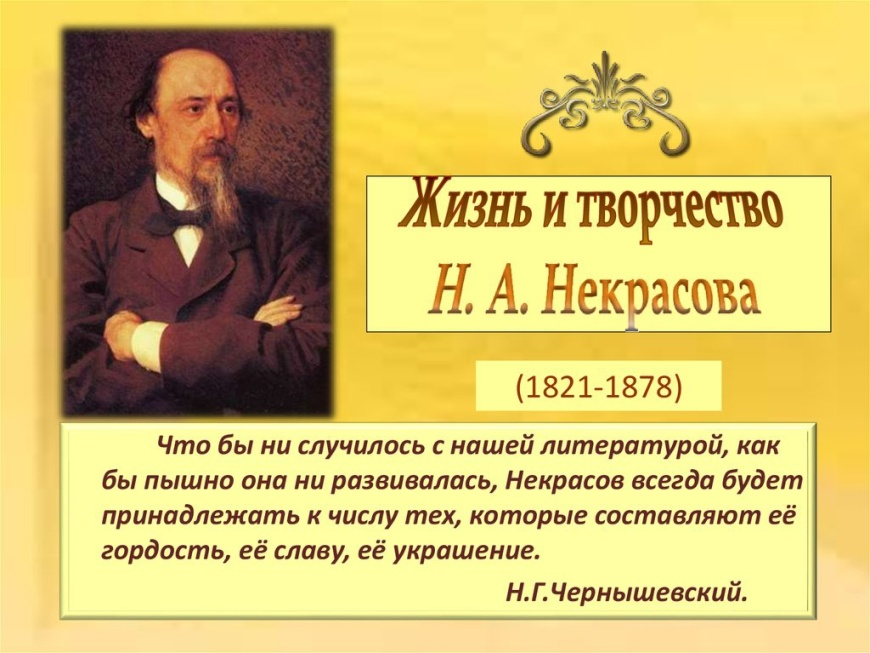 Жизнь и творчество
Н. А. Некрасова
(1821-1878)
Что бы ни случилось с нашей литературой, как
бы пышно она ни развивалась, Некрасов всегда будет
принадлежать к числу тех, которые составляют её
гордость, её славу, её украшение.
Н.Г.Чернышевский.